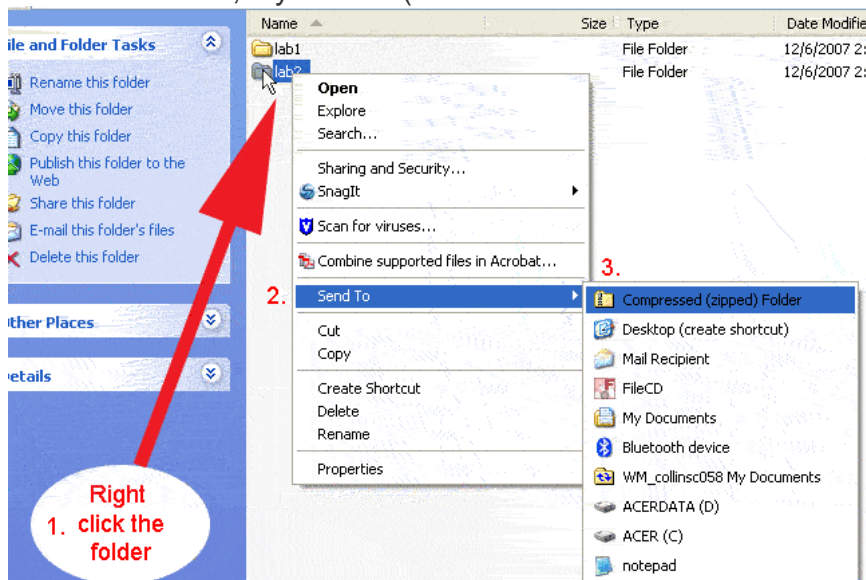 Name Size Type Date Modifie
ile and Folder Tasks
Rename this folder
Move this folder
Copy this folder
Publish this folder to the
Web
Share this folder
E-mail this folder's files
Delete this folder
ther Places
etails
lab1 File Folder 12/6/2007 2:
lab2 File Folder 12/6/2007 2:
Open
Explore
Search...
Sharing and Security...
SnagIt
Scan for viruses...
Combine supported files in Acrobat...
2. Send To
Cut
Copy
Create Shortcut
Delete
Rename
Properties
3.
Compressed (zipped) Folder
Desktop (create shortcut)
Mail Recipient
FileCD
My Documents
Bluetooth device
WM_collinsc058 My Documents
ACERDATA (D)
ACER (C)
notepad
Right
1. click the
folder